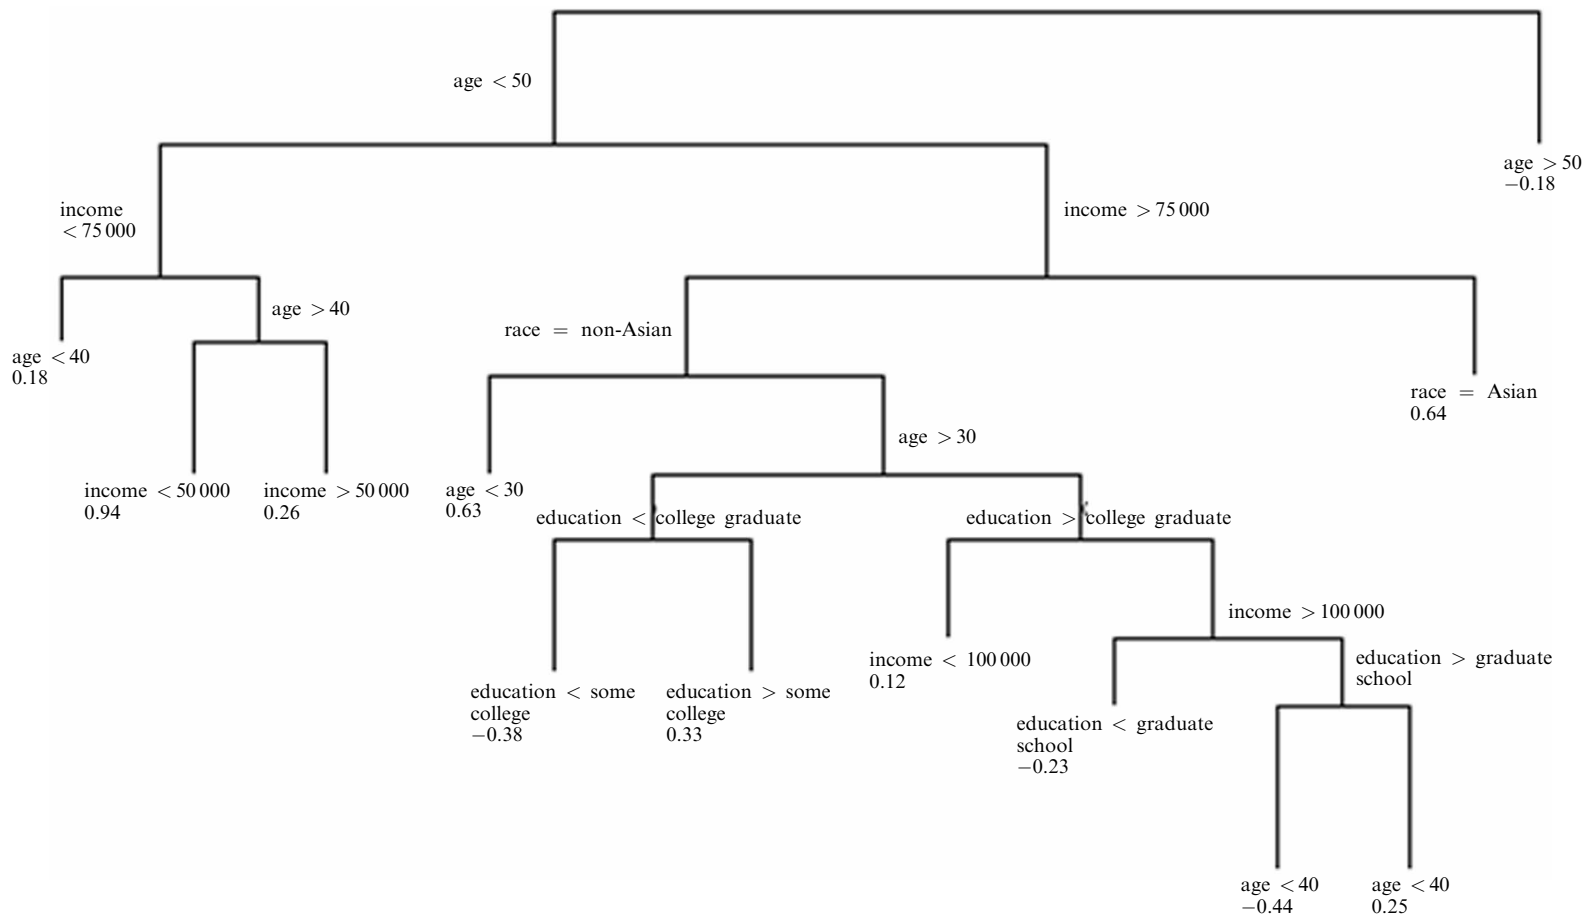 age < 50
age > 50
−0.18
income
< 75 000
income > 75 000
age > 40
race = non-Asian
age < 40
0.18
race = Asian
0.64
age > 30
income < 50 000
0.94
income > 50 000
0.26
age < 30
0.63
education < college graduate
education > college graduate
income > 100 000
income < 100 000
0.12
education > graduate
school
education < some
college
−0.38
education > some
college
0.33
education < graduate
school
−0.23
age < 40
−0.44
age < 40
0.25